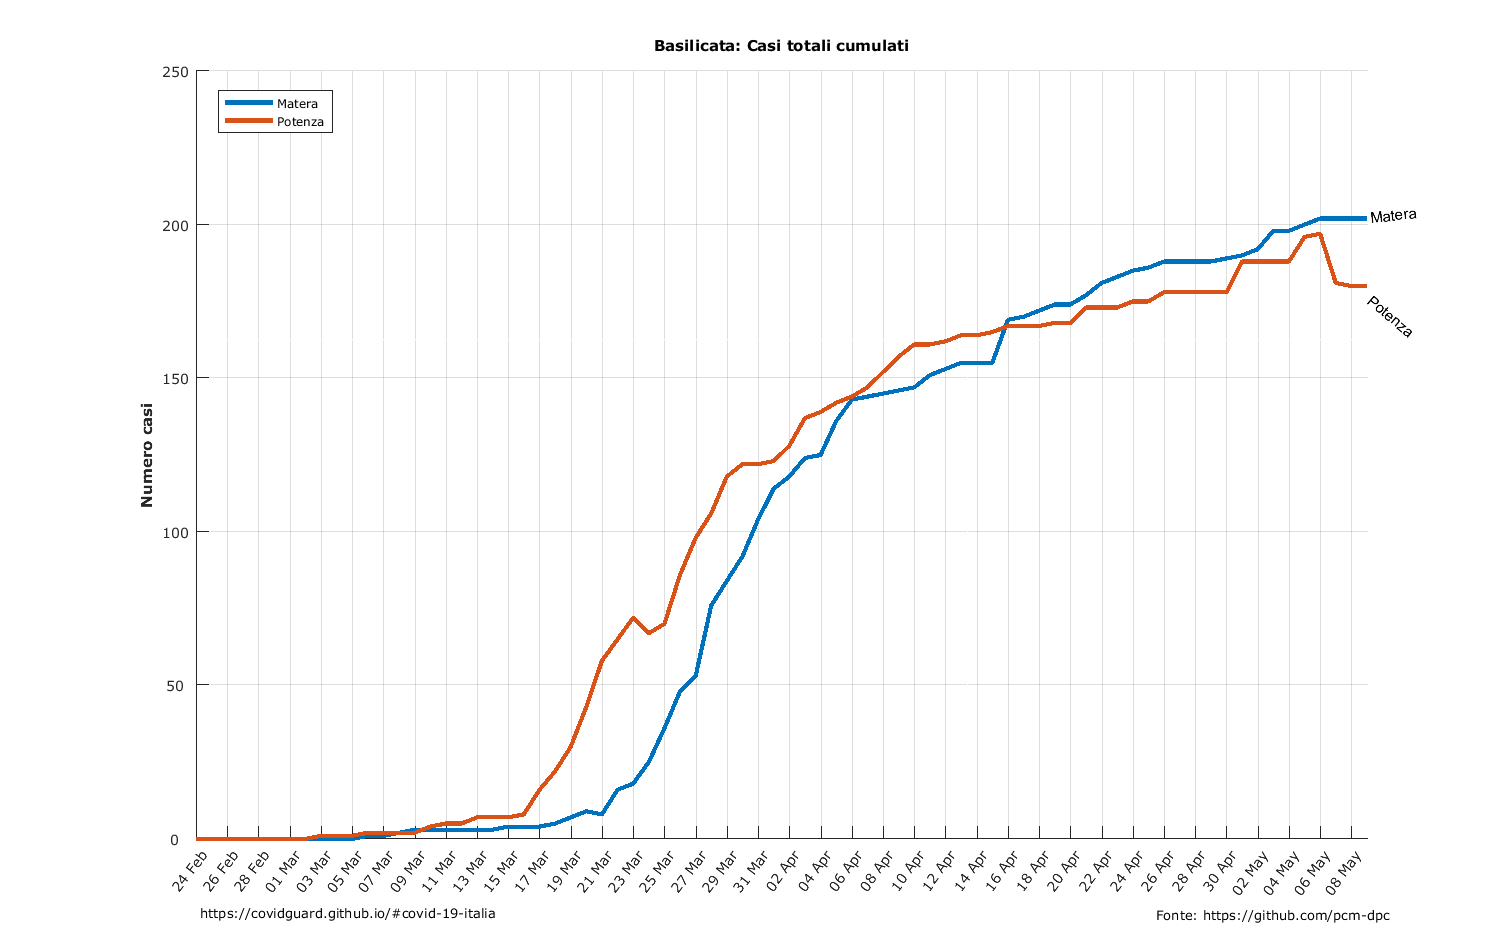 Basilicata: Casi totali cumulati
250
200
150
100
50
0
Numero casi
Matera
Potenza
Matera
Potenza
24 Feb
26 Feb
28 Feb
01 Mar
03 Mar
05 Mar
07 Mar
09 Mar
11 Mar
13 Mar
15 Mar
17 Mar
19 Mar
21 Mar
23 Mar
25 Mar
27 Mar
29 Mar
31 Mar
02 Apr
04 Apr
06 Apr
08 Apr
10 Apr
12 Apr
14 Apr
16 Apr
18 Apr
20 Apr
22 Apr
24 Apr
26 Apr
28 Apr
30 Apr
02 May
04 May
06 May
08 May
https://covidguard.github.io/#covid-19-italia
Fonte: https://github.com/pcm-dpc